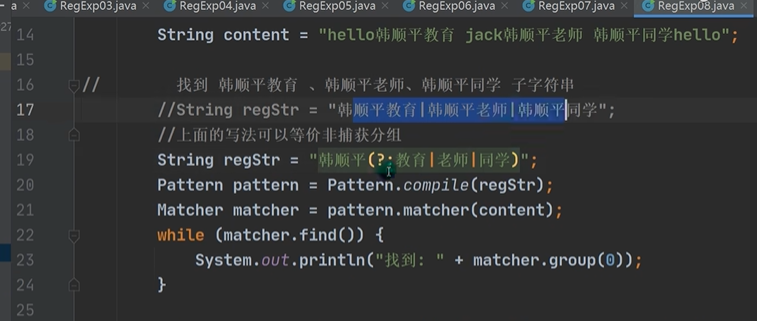 a RegExp03.java RegExp04.java RegExp05.java RegExp06.java RegExp07.java RegExp08.java
14 String content = "hello韩顺平教育 jack韩顺平老师 韩顺平同学hello";
15
16 // 找到 韩顺平教育 、韩顺平老师、韩顺平同学 子字符串
17 //String regStr = "韩顺平教育|韩顺平老师|韩顺平同学";
18 //上面的写法可以等价非捕获分组
19 String regStr = "韩顺平(?:教育|老师|同学)";
20 Pattern pattern = Pattern.compile(regStr);
21 Matcher matcher = pattern.matcher(content);
22 while (matcher.find()) {
23 System.out.println("找到: " + matcher.group(0));
24 }
25